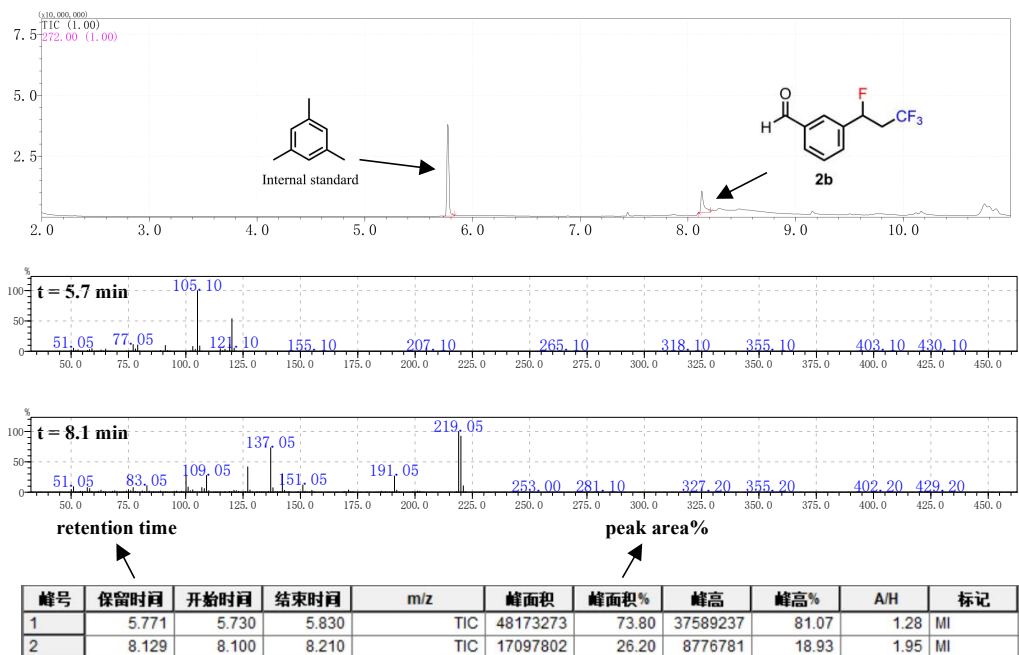 (x10,000,000)
TIC (1.00)
272.00 (1.00)
7.5
5.0
2.5
Internal standard
O
H
F
CF3
2b
2.0 3.0 4.0 5.0 6.0 7.0 8.0 9.0 10.0
%
t = 5.7 min
100
50
0
105.10
51.05 77.05 121.10 155.10 207.10 265.10 318.10 355.10 403.10 430.10
50.0 75.0 100.0 125.0 150.0 175.0 200.0 225.0 250.0 275.0 300.0 325.0 350.0 375.0 400.0 425.0 450.0
%
t = 8.1 min
100
50
0
219.05
137.05
51.05 83.05 109.05 151.05 191.05 253.00 281.10 327.20 355.20 402.20 429.20
50.0 75.0 100.0 125.0 150.0 175.0 200.0 225.0 250.0 275.0 300.0 325.0 350.0 375.0 400.0 425.0 450.0
retention time peak area%
峰号 保留时间 开始时间 结束时间 m/z 峰面积 峰面积% 峰高 峰高% A/H 标记
1 5.771 5.730 5.830 TIC 48173273 73.80 37589237 81.07 1.28 MI
2 8.129 8.100 8.210 TIC 17097802 26.20 8776781 18.93 1.95 MI